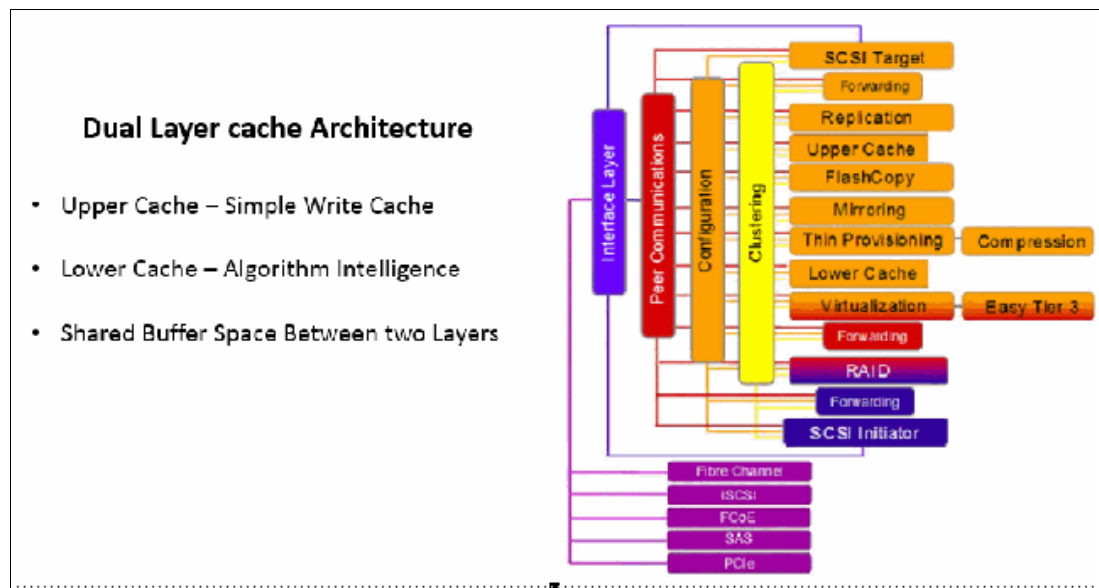 Dual Layer cache Architecture
• Upper Cache – Simple Write Cache
• Lower Cache – Algorithm Intelligence
• Shared Buffer Space Between two Layers
Interface Layer
Peer Communications
Configuration
Clustering
SCSI Target
Forwarding
Replication
Upper Cache
FlashCopy
Mirroring
Thin Provisioning
Compression
Lower Cache
Virtualization
Easy Tier 3
Forwarding
RAID
Forwarding
SCSI Initiator
Fibre Channel
iSCSI
FCoE
SAS
PCIe